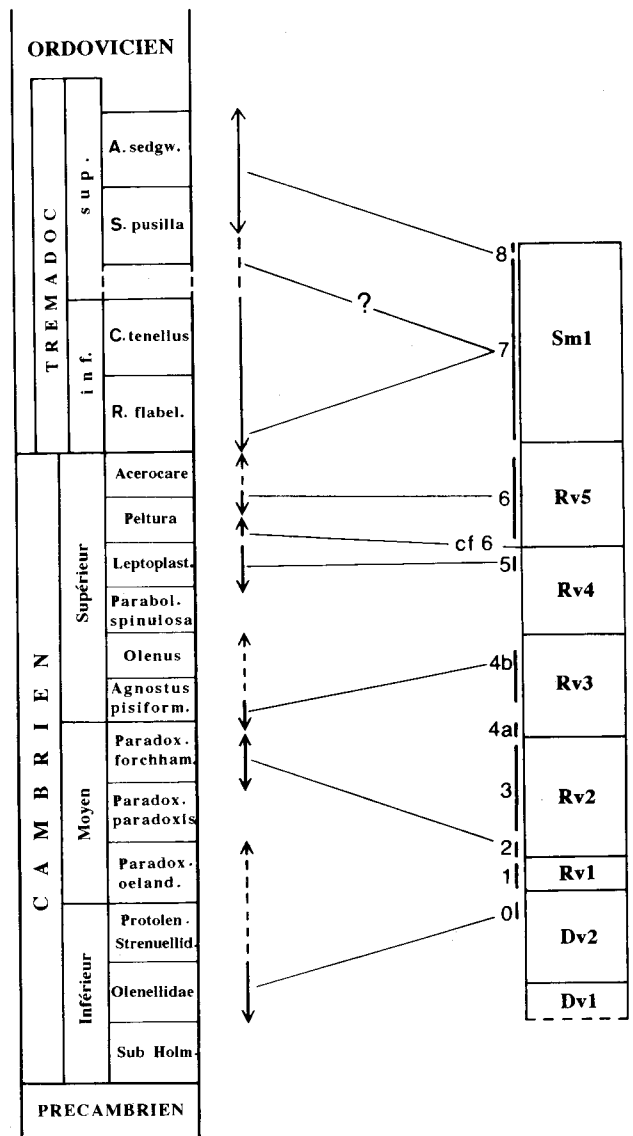 ORDOVICIEN
TREMADOC
sup.
A. sedgw.
S. pusilla
inf.
C. tenellus
R. flabel.
CAMBRIEN
Supérieur
Acerocare
Peltura
Leptoplast.
Parabol.
spinulosa
Olenus
Agnostus
pisiform.
Moyen
Paradox.
forchham.
Paradox.
paradoxis
Paradox.
oeland.
Inférieur
Protolen.
Strenuellid.
Olenellidae
Sub Holm.
PRECAMBRIEN
?
8
7
6
cf 6
5
4b
4a
3
2
1
0
Sm1
Rv5
Rv4
Rv3
Rv2
Rv1
Dv2
Dv1